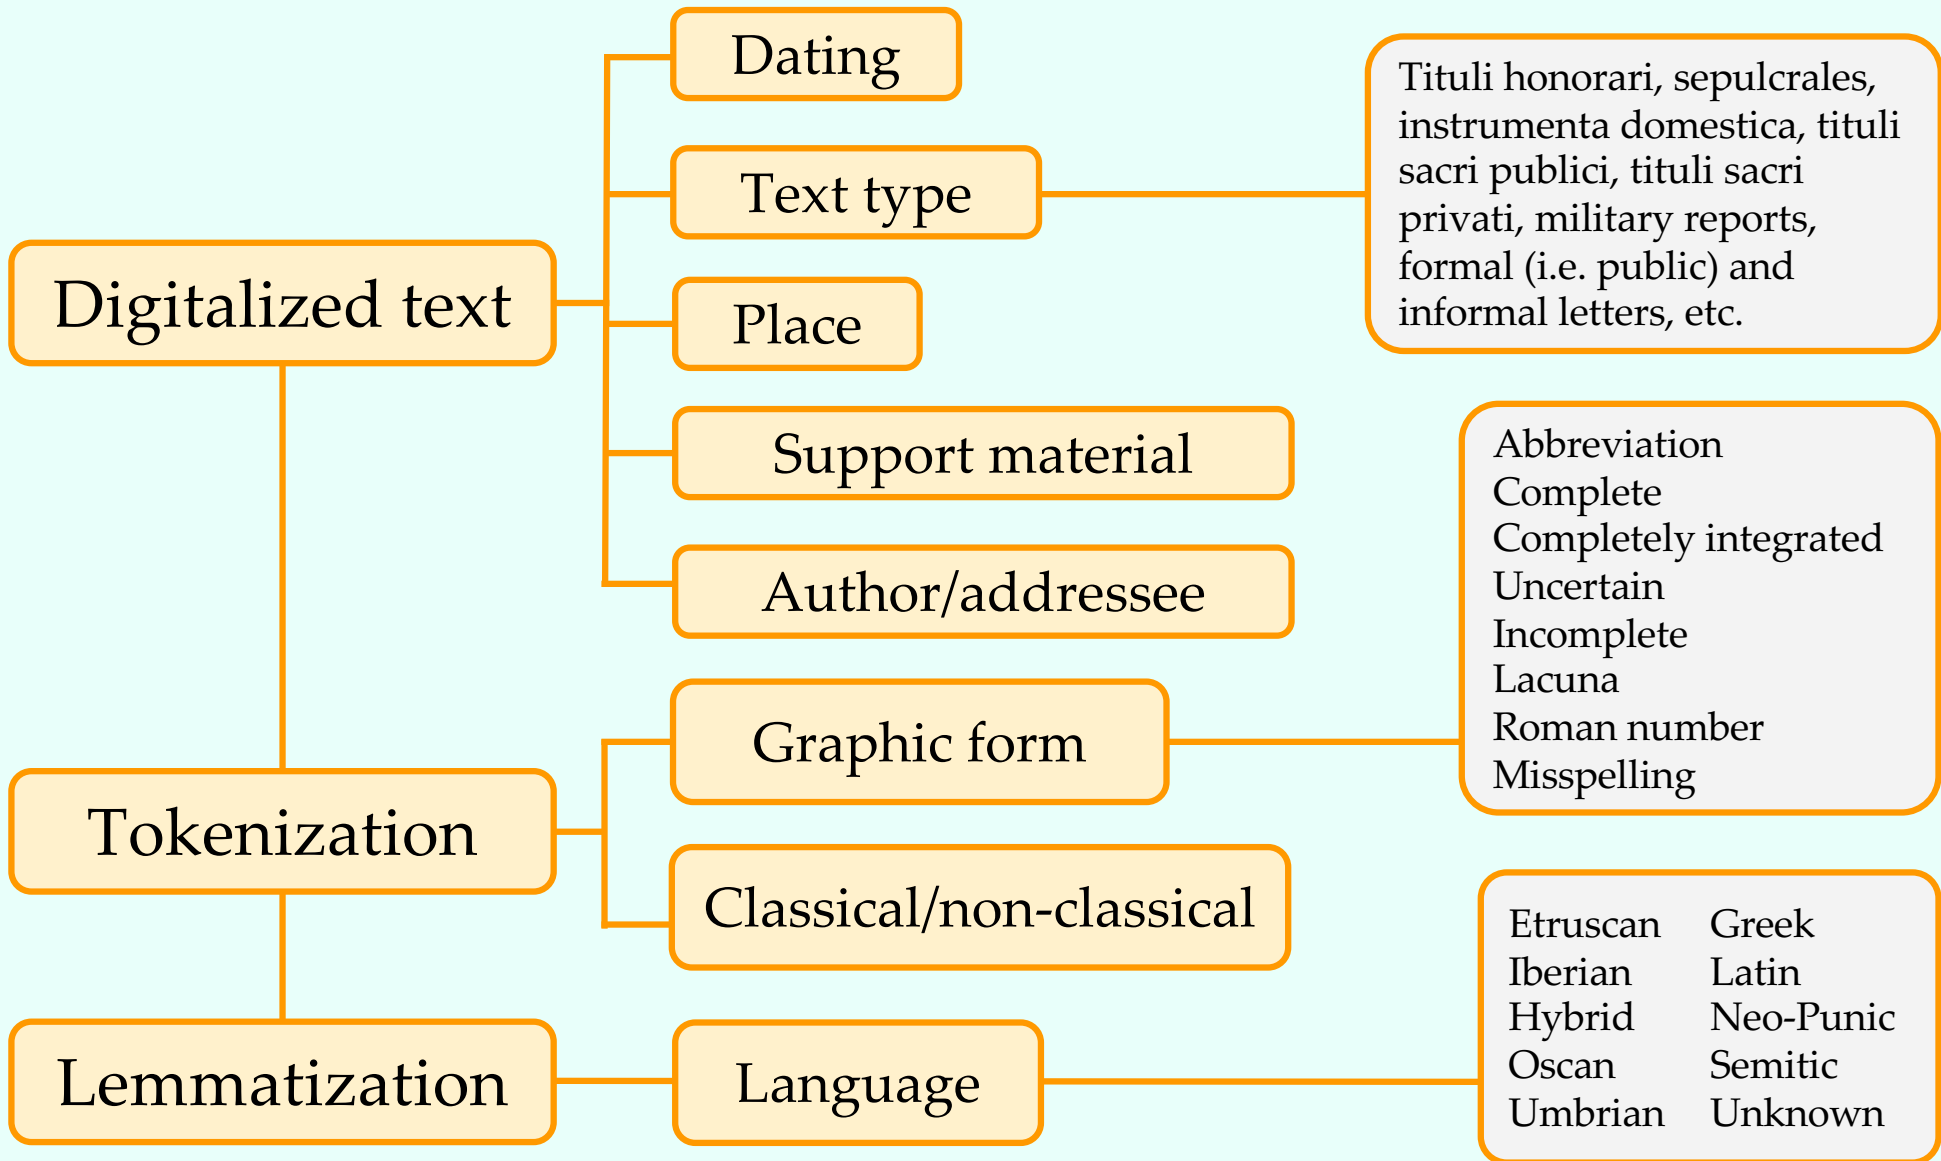 Digitalized text
Dating
Text type
Tituli honorari, sepulcrales,
instrumenta domestica, tituli
sacri publici, tituli sacri
privati, military reports,
formal (i.e. public) and
informal letters, etc.
Place
Support material
Author/addressee
Tokenization
Graphic form
Abbreviation
Complete
Completely integrated
Uncertain
Incomplete
Lacuna
Roman number
Misspelling
Classical/non-classical
Lemmatization
Language
Etruscan Greek
Iberian Latin
Hybrid Neo-Punic
Oscan Semitic
Umbrian Unknown